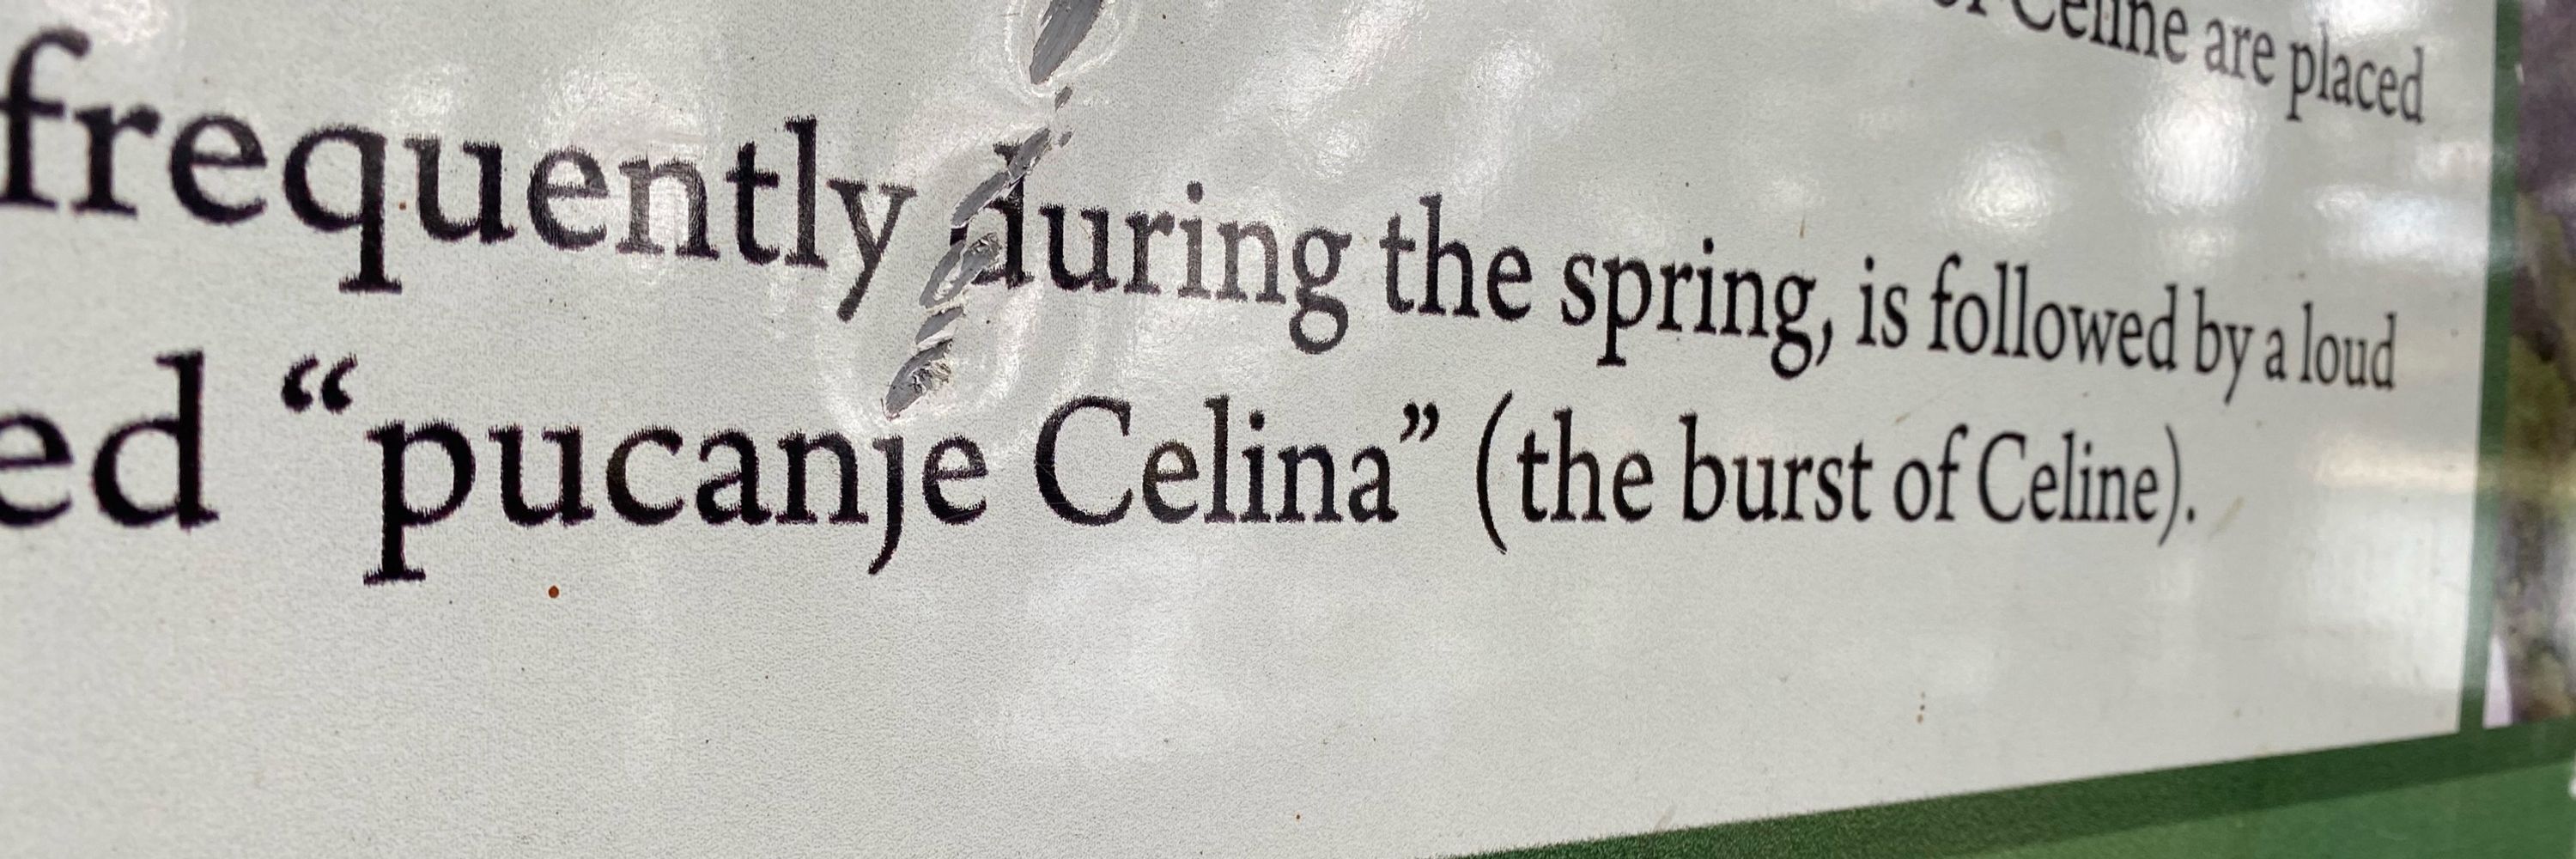 Celine are placed
frequently during the spring, is followed by a loud
ed “pucanje Celina” (the burst of Celine).